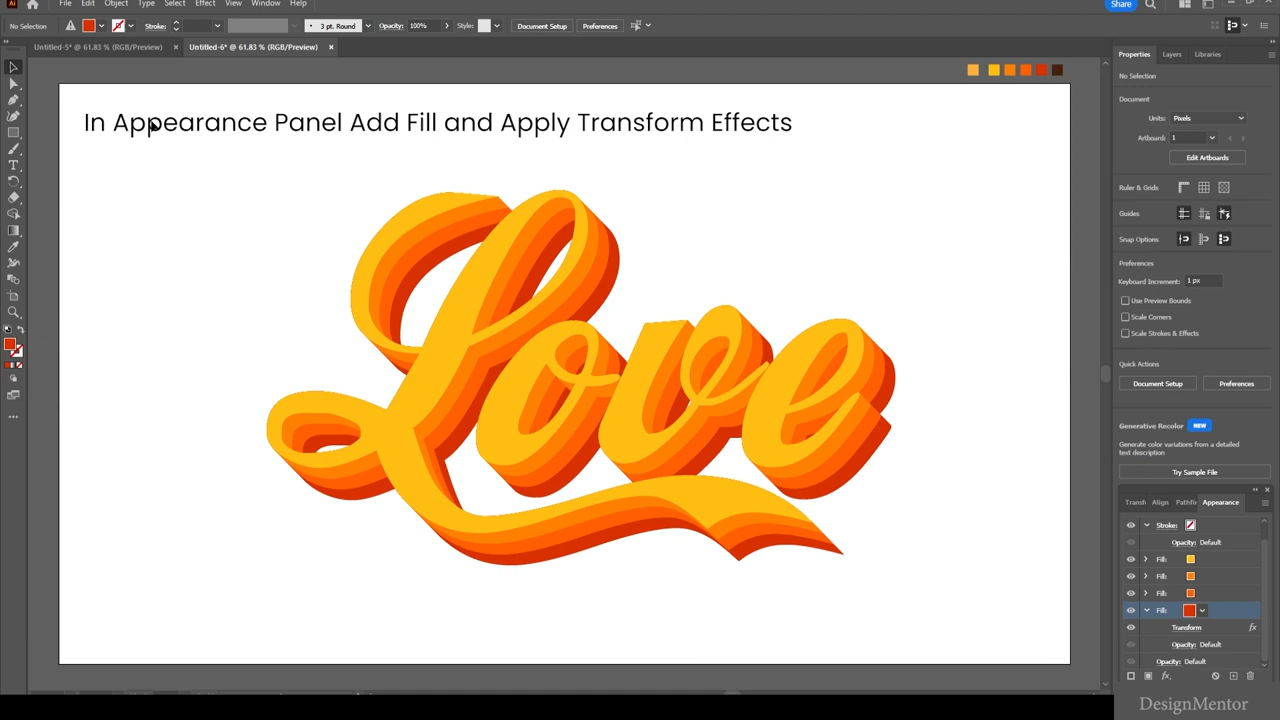 File Edit Object Type Select Effect View Window Help
Share
No Selection
Stroke:
3 pt. Round
Opacity:
100%
Style:
Document Setup
Preferences
Untitled-5* @ 61.83 % (RGB/Preview)
Untitled-6* @ 61.83 % (RGB/Preview)
Properties Layers Libraries
No Selection
Document
Units:
Pixels
Artboard:
1
Edit Artboards
Ruler & Grids
Guides
Snap Options
Preferences
Keyboard Increment:
1 px
Use Preview Bounds
Scale Corners
Scale Strokes & Effects
Quick Actions
Document Setup
Preferences
Generative Recolor
NEW
Generate color variations from a detailed
text description
Try Sample File
Transf Align Pathfin Appearance
Stroke:
Opacity: Default
Fill:
Fill:
Fill:
Fill:
Transform
fx
Opacity: Default
Opacity: Default
fx.
In Appearance Panel Add Fill and Apply Transform Effects
Love
DesignMentor